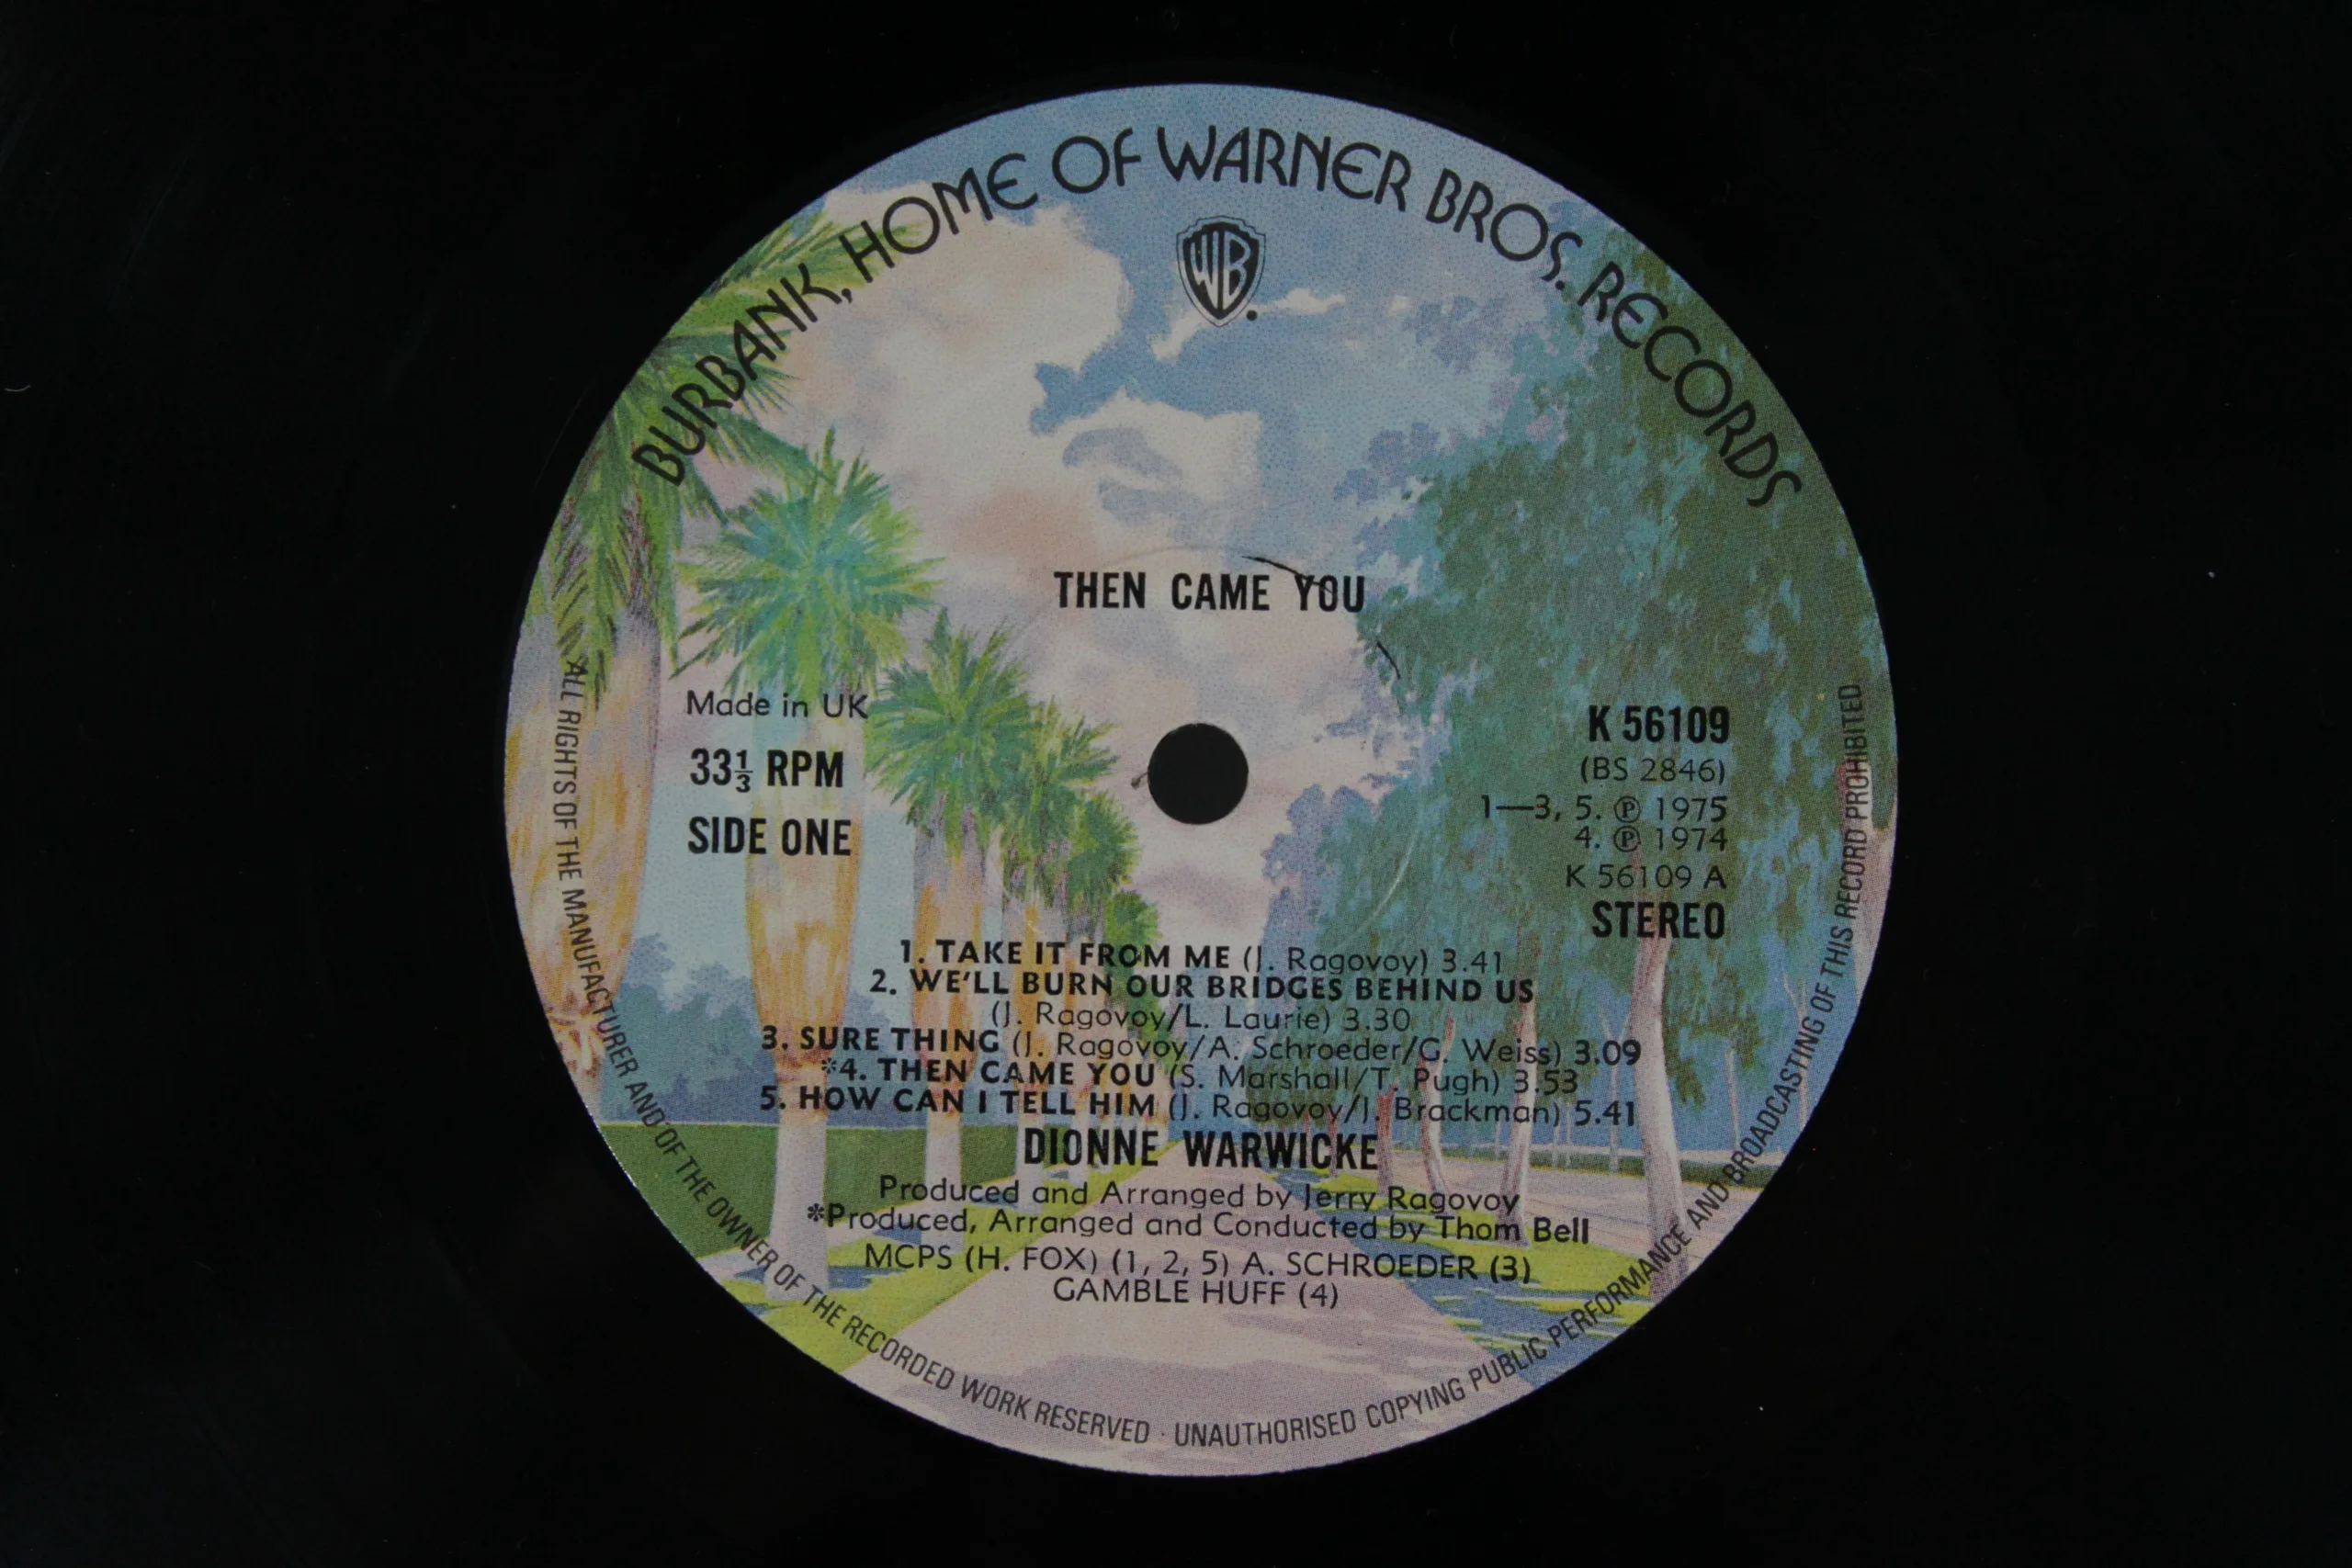 BURBANK, HOME OF WARNER BROS. RECORDS
WB
THEN CAME YOU
Made in UK
33⅓ RPM
SIDE ONE
K 56109
(BS 2846)
1—3, 5. ℗ 1975
4. ℗ 1974
K 56109 A
STEREO
1. TAKE IT FROM ME (J. Ragovoy) 3.41
2. WE'LL BURN OUR BRIDGES BEHIND US
(J. Ragovoy/L. Laurie) 3.30
3. SURE THING (J. Ragovoy/A. Schroeder/G. Weiss) 3.09
*4. THEN CAME YOU (S. Marshall/T. Pugh) 3.53
5. HOW CAN I TELL HIM (J. Ragovoy/J. Brackman) 5.41
DIONNE WARWICKE
Produced and Arranged by Jerry Ragovoy
*Produced, Arranged and Conducted by Thom Bell
MCPS (H. FOX) (1, 2, 5) A. SCHROEDER (3)
GAMBLE HUFF (4)
ALL RIGHTS OF THE MANUFACTURER AND OF THE OWNER OF THE RECORDED WORK RESERVED · UNAUTHORISED COPYING PUBLIC PERFORMANCE AND BROADCASTING OF THIS RECORD PROHIBITED